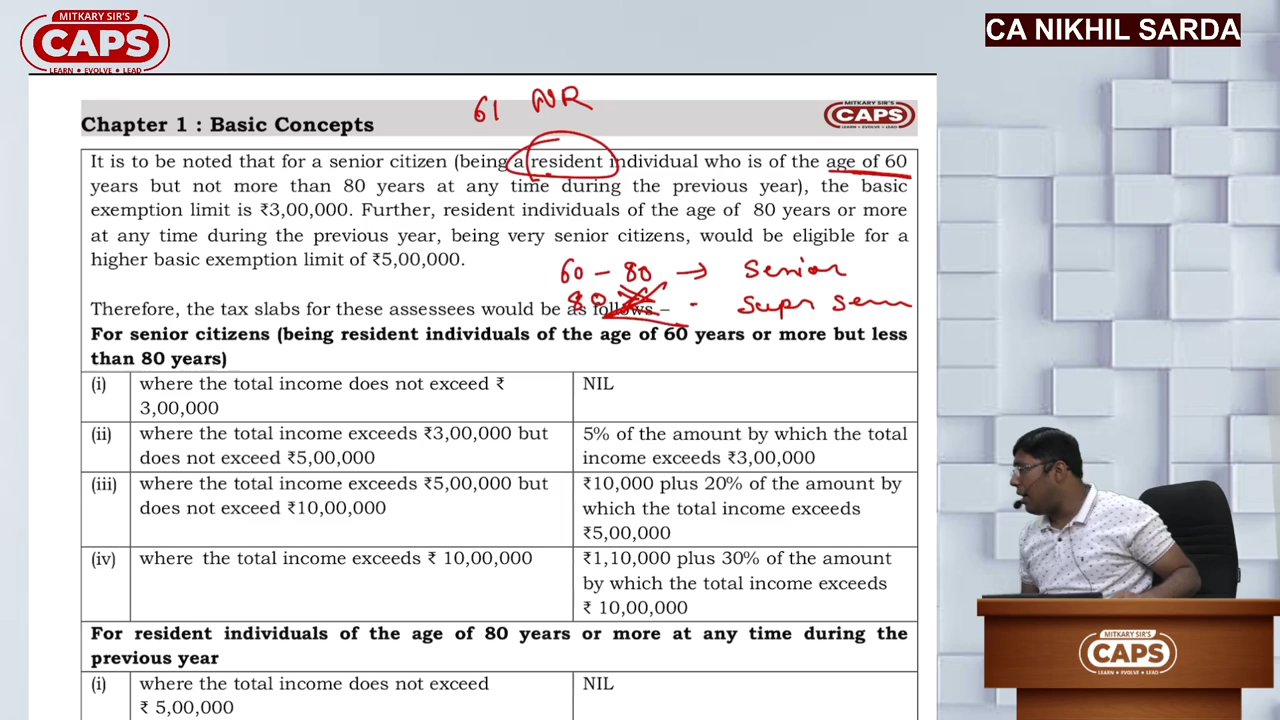 MITKARY SIR'S
CAPS
LEARN • EVOLVE • LEAD
CA NIKHIL SARDA
61 NR
Chapter 1 : Basic Concepts
MITKARY SIR'S
CAPS
LEARN • EVOLVE • LEAD
It is to be noted that for a senior citizen (being a resident individual who is of the age of 60
years but not more than 80 years at any time during the previous year), the basic
exemption limit is ₹3,00,000. Further, resident individuals of the age of 80 years or more
at any time during the previous year, being very senior citizens, would be eligible for a
higher basic exemption limit of ₹5,00,000.
60 - 80 → Senior
80
Therefore, the tax slabs for these assessees would be as follows –
For senior citizens (being resident individuals of the age of 60 years or more but less
than 80 years)
(i) where the total income does not exceed ₹ NIL
3,00,000
(ii) where the total income exceeds ₹3,00,000 but 5% of the amount by which the total
does not exceed ₹5,00,000 income exceeds ₹3,00,000
(iii) where the total income exceeds ₹5,00,000 but ₹10,000 plus 20% of the amount by
does not exceed ₹10,00,000 which the total income exceeds
₹5,00,000
(iv) where the total income exceeds ₹ 10,00,000 ₹1,10,000 plus 30% of the amount
by which the total income exceeds
₹ 10,00,000
For resident individuals of the age of 80 years or more at any time during the
previous year
(i) where the total income does not exceed NIL
₹ 5,00,000
MITKARY SIR'S
CAPS
LEARN • EVOLVE • LEAD